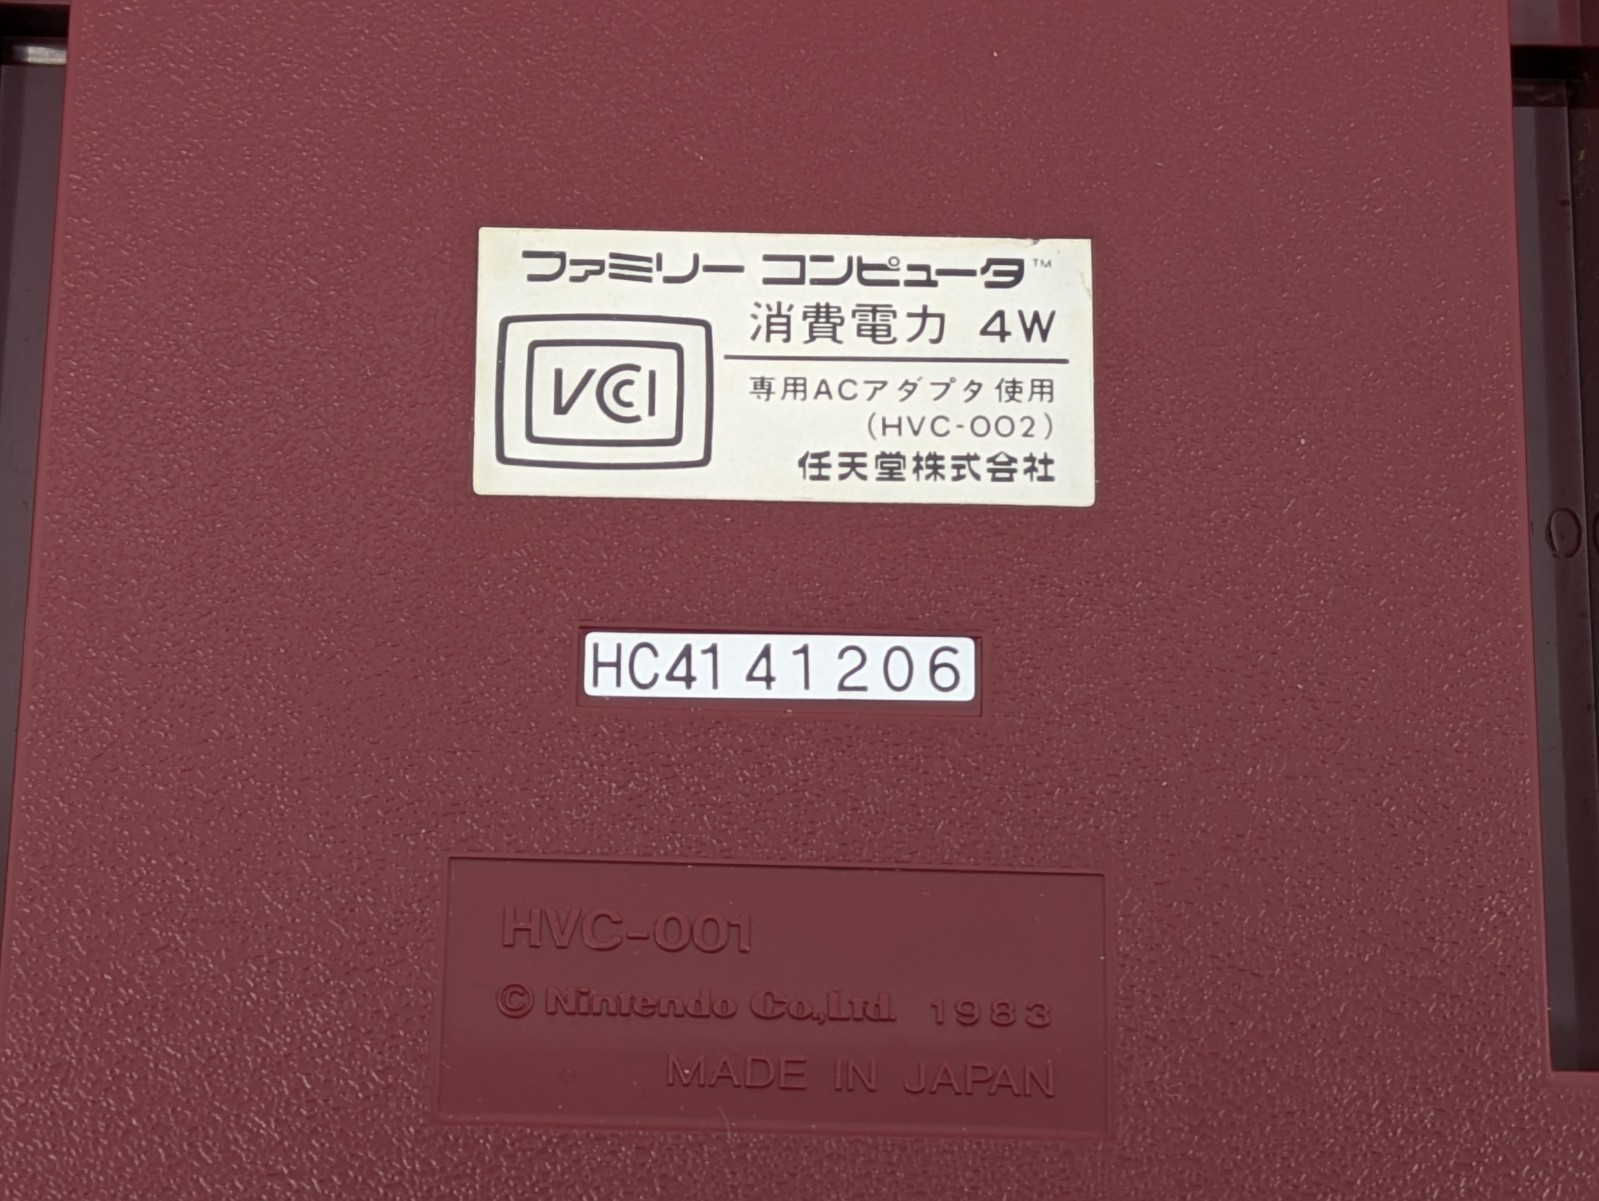 ファミリー コンピュータ™
消費電力 4W
VCCI
専用ACアダプタ使用
(HVC-002)
任天堂株式会社
HC4141206
HVC-001
© Nintendo Co.,Ltd. 1983
MADE IN JAPAN